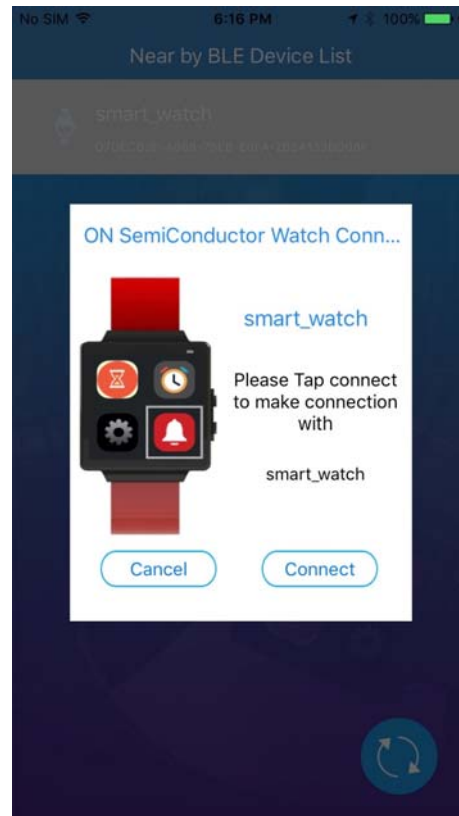 No SIM 6:16 PM 100%
Near by BLE Device List
smart_watch
ON SemiConductor Watch Conn...
smart_watch
Please Tap connect
to make connection
with
smart_watch
Cancel Connect